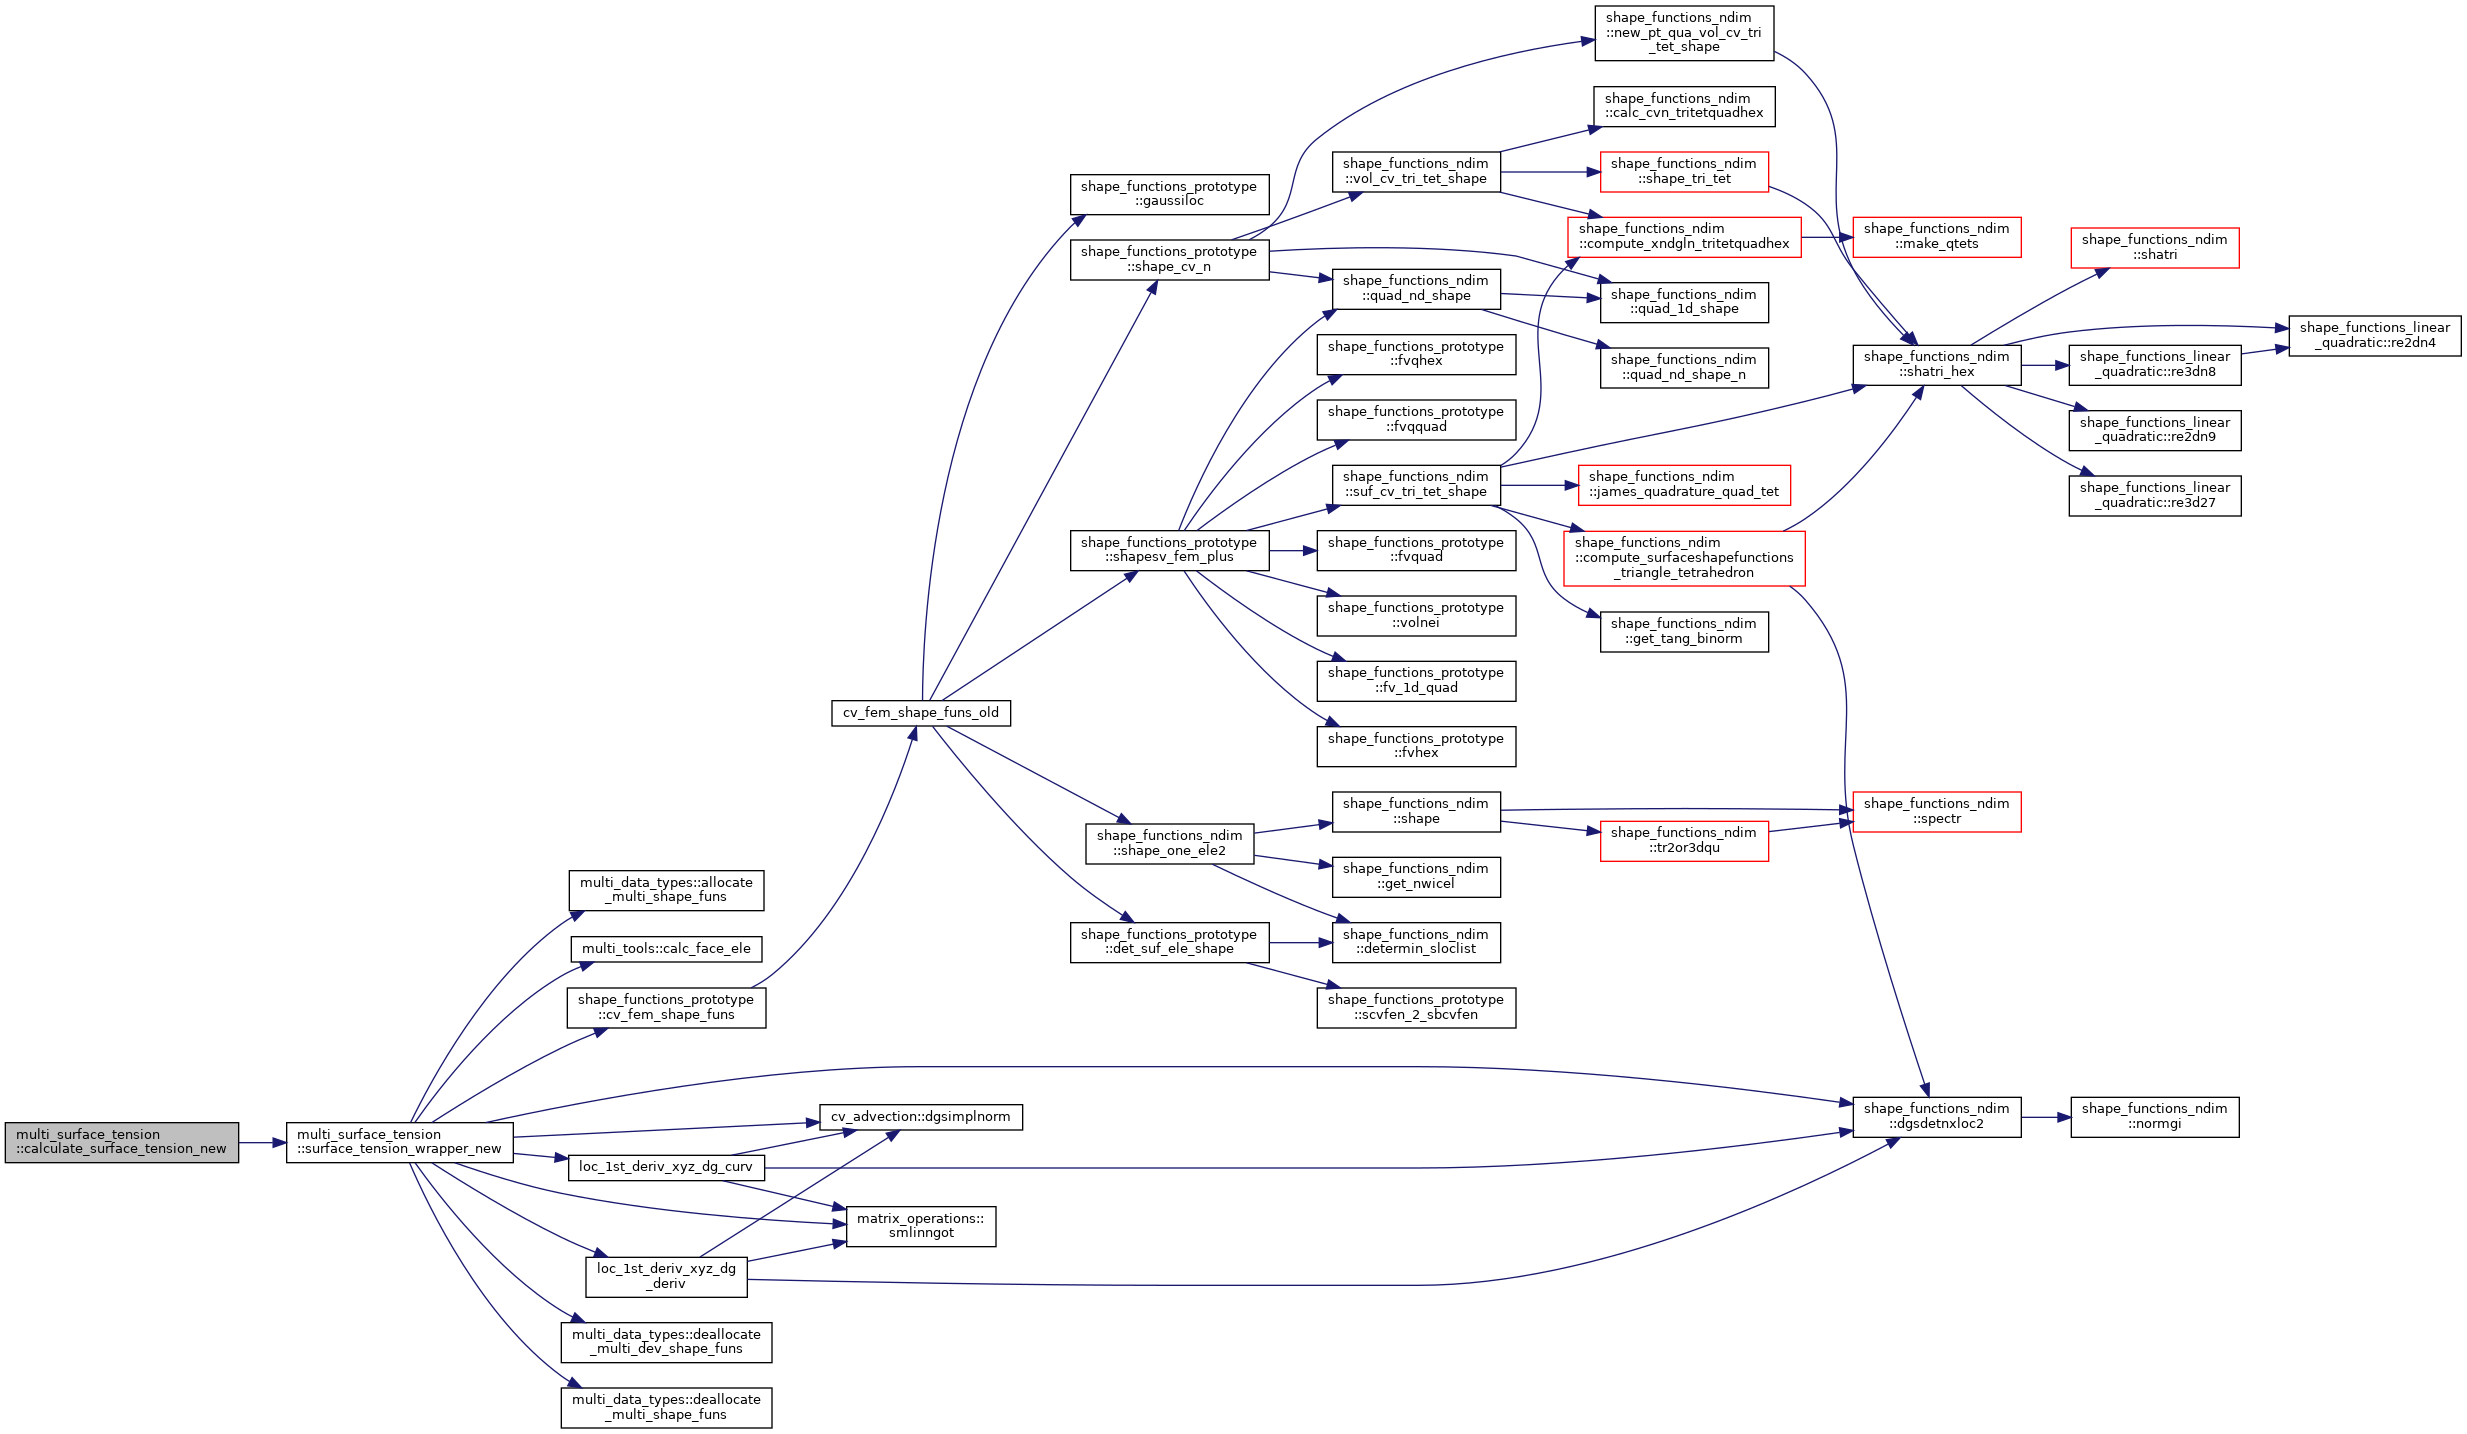 multi_surface_tension
::calculate_surface_tension_new
multi_surface_tension
::surface_tension_wrapper_new
multi_data_types::allocate
_multi_shape_funs
multi_tools::calc_face_ele
shape_functions_prototype
::cv_fem_shape_funs
loc_1st_deriv_xyz_dg_curv
loc_1st_deriv_xyz_dg
_deriv
multi_data_types::deallocate
_multi_dev_shape_funs
multi_data_types::deallocate
_multi_shape_funs
cv_fem_shape_funs_old
cv_advection::dgsimplnorm
matrix_operations::
smlinngot
shape_functions_prototype
::gaussiloc
shape_functions_prototype
::shape_cv_n
shape_functions_prototype
::shapesv_fem_plus
shape_functions_ndim
::shape_one_ele2
shape_functions_prototype
::det_suf_ele_shape
shape_functions_ndim
::vol_cv_tri_tet_shape
shape_functions_ndim
::quad_nd_shape
shape_functions_prototype
::fvqhex
shape_functions_prototype
::fvqquad
shape_functions_ndim
::suf_cv_tri_tet_shape
shape_functions_prototype
::fvquad
shape_functions_prototype
::volnei
shape_functions_prototype
::fv_1d_quad
shape_functions_prototype
::fvhex
shape_functions_ndim
::shape
shape_functions_ndim
::get_nwicel
shape_functions_ndim
::determin_sloclist
shape_functions_prototype
::scvfen_2_sbcvfen
shape_functions_ndim
::new_pt_qua_vol_cv_tri
_tet_shape
shape_functions_ndim
::calc_cvn_tritetquadhex
shape_functions_ndim
::shape_tri_tet
shape_functions_ndim
::compute_xndgln_tritetquadhex
shape_functions_ndim
::quad_1d_shape
shape_functions_ndim
::quad_nd_shape_n
shape_functions_ndim
::james_quadrature_quad_tet
shape_functions_ndim
::compute_surfaceshapefunctions
_triangle_tetrahedron
shape_functions_ndim
::get_tang_binorm
shape_functions_ndim
::tr2or3dqu
shape_functions_ndim
::make_qtets
shape_functions_ndim
::shatri_hex
shape_functions_ndim
::spectr
shape_functions_ndim
::dgsdetnxloc2
shape_functions_ndim
::shatri
shape_functions_linear
_quadratic::re3dn8
shape_functions_linear
_quadratic::re2dn9
shape_functions_linear
_quadratic::re3d27
shape_functions_ndim
::normgi
shape_functions_linear
_quadratic::re2dn4